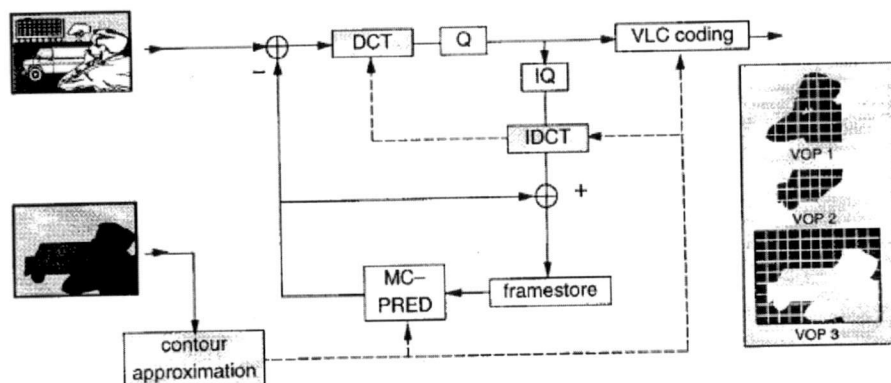 DCT
Q
VLC coding
IQ
IDCT
–
+
MC–
PRED
framestore
contour
approximation
VOP 1
VOP 2
VOP 3